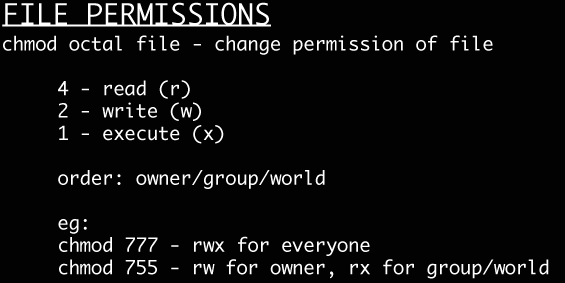 FILE PERMISSIONS
chmod octal file - change permission of file
4 - read (r)
2 - write (w)
1 - execute (x)
order: owner/group/world
eg:
chmod 777 - rwx for everyone
chmod 755 - rw for owner, rx for group/world